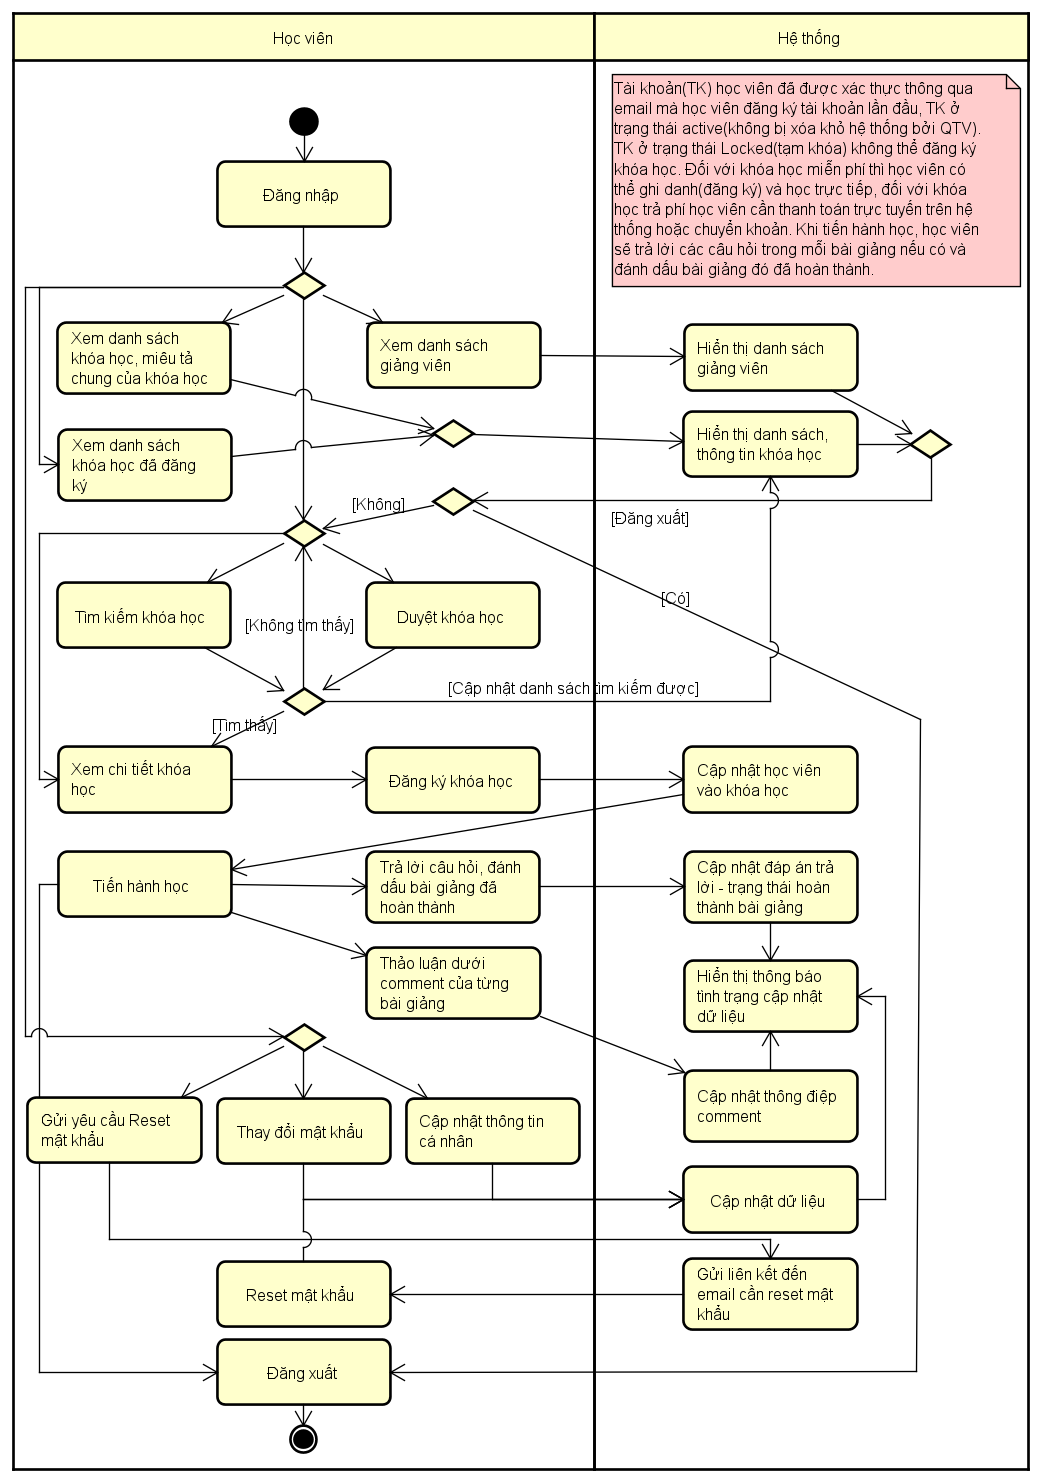 Học viên
Hệ thống
Tài khoản(TK) học viên đã được xác thực thông qua
email mà học viên đăng ký tài khoản lần đầu, TK ở
trạng thái active(không bị xóa khỏ hệ thống bởi QTV).
TK ở trạng thái Locked(tạm khóa) không thể đăng ký
khóa học. Đối với khóa học miễn phí thì học viên có
thể ghi danh(đăng ký) và học trực tiếp, đối với khóa
học trả phí học viên cần thanh toán trực tuyến trên hệ
thống hoặc chuyển khoản. Khi tiến hành học, học viên
sẽ trả lời các câu hỏi trong mỗi bài giảng nếu có và
đánh dấu bài giảng đó đã hoàn thành.
Đăng nhập
Xem danh sách
khóa học, miêu tả
chung của khóa học
Xem danh sách
giảng viên
Hiển thị danh sách
giảng viên
Xem danh sách
khóa học đã đăng
ký
Hiển thị danh sách,
thông tin khóa học
[Không]
[Đăng xuất]
[Có]
Tìm kiếm khóa học
[Không tìm thấy]
Duyệt khóa học
[Cập nhật danh sách tìm kiếm được]
[Tìm thấy]
Xem chi tiết khóa
học
Đăng ký khóa học
Cập nhật học viên
vào khóa học
Tiến hành học
Trả lời câu hỏi, đánh
dấu bài giảng đã
hoàn thành
Cập nhật đáp án trả
lời - trạng thái hoàn
thành bài giảng
Thảo luận dưới
comment của từng
bài giảng
Hiển thị thông báo
tình trạng cập nhật
dữ liệu
Gửi yêu cầu Reset
mật khẩu
Thay đổi mật khẩu
Cập nhật thông tin
cá nhân
Cập nhật thông điệp
comment
Cập nhật dữ liệu
Reset mật khẩu
Gửi liên kết đến
email cần reset mật
khẩu
Đăng xuất